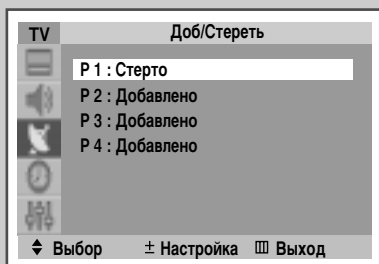 TV
Доб/Стереть
P 1 : Стерто
P 2 : Добавлено
P 3 : Добавлено
P 4 : Добавлено
Выбор ± Настройка Выход